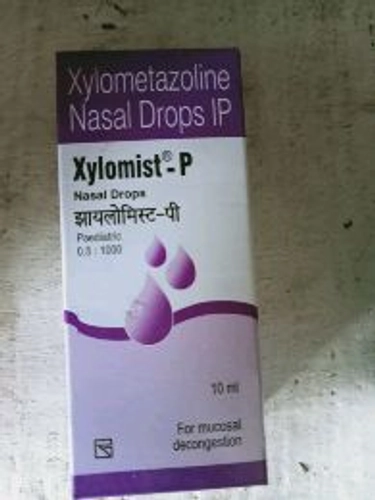 Xylometazoline
Nasal Drops IP
Xylomist®-P
Nasal Drops
झायलोमिस्ट-पी
Paediatric
0.5 : 1000
10 ml
For mucosal
decongestion